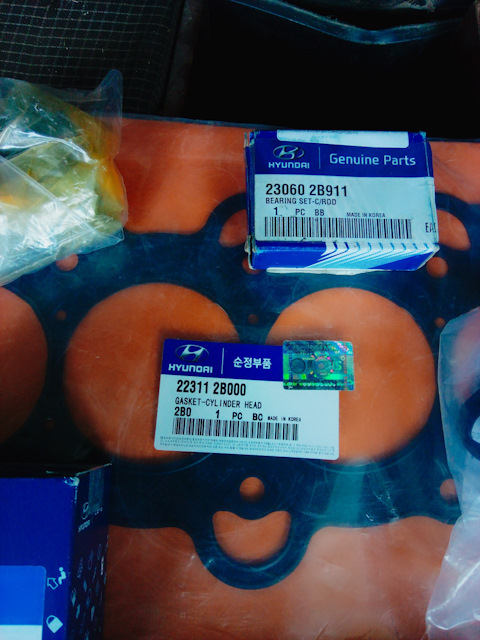 HYUNDAI
Genuine Parts
23060 2B911
BEARING SET-C/ROD
1 PC BB MADE IN KOREA
HYUNDAI
순정부품
22311 2B000
GASKET-CYLINDER HEAD
2B0 1 PC BC MADE IN KOREA
HYUNDAI